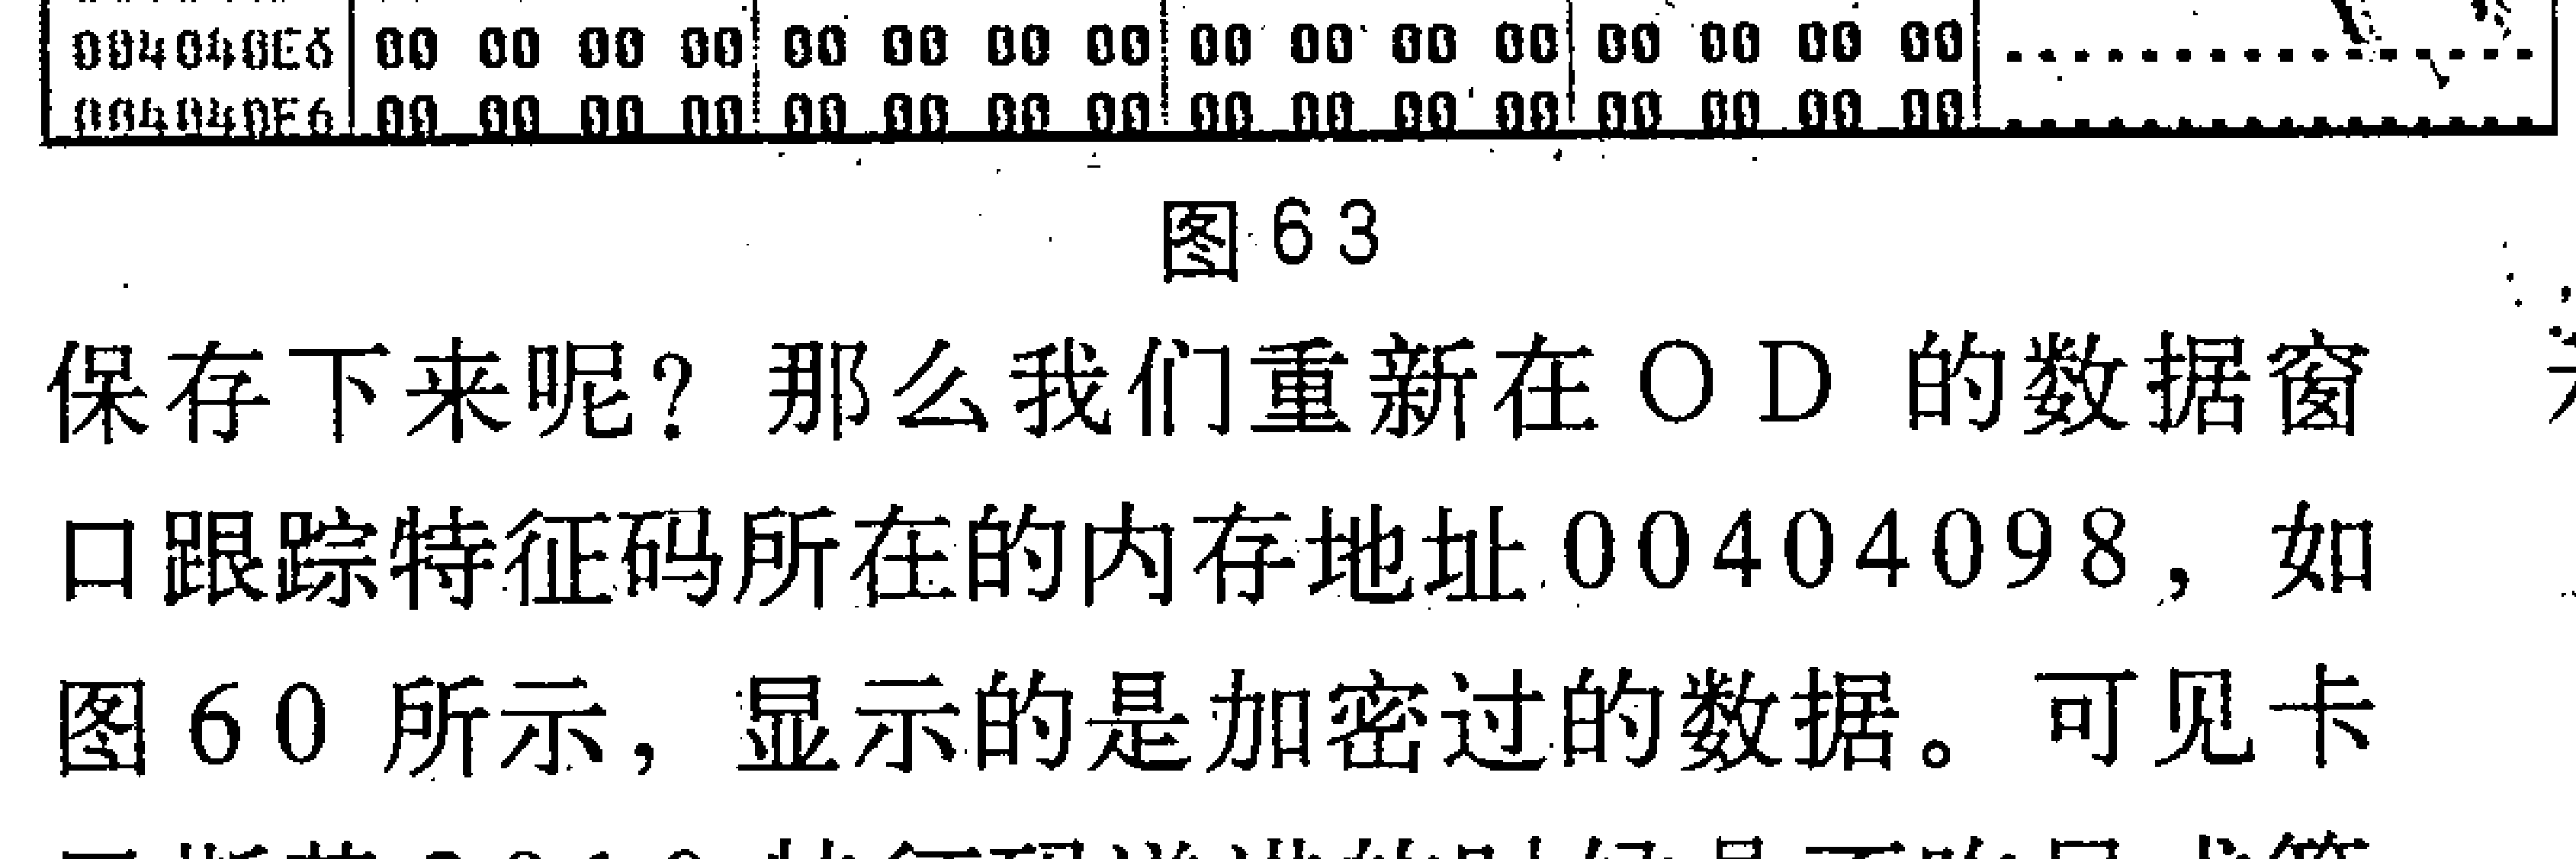 00 00 00 00 00 00 00 00 00 00 00 00 00 00 00 00 ................
00 00 00 00 00 00 00 00 00 00 00 00 00 00 00 00 ................
图63
保存下来呢？那么我们重新在OD的数据窗
口跟踪特征码所在的内存地址00404098，如
图60所示，显示的是加密过的数据。可见卡